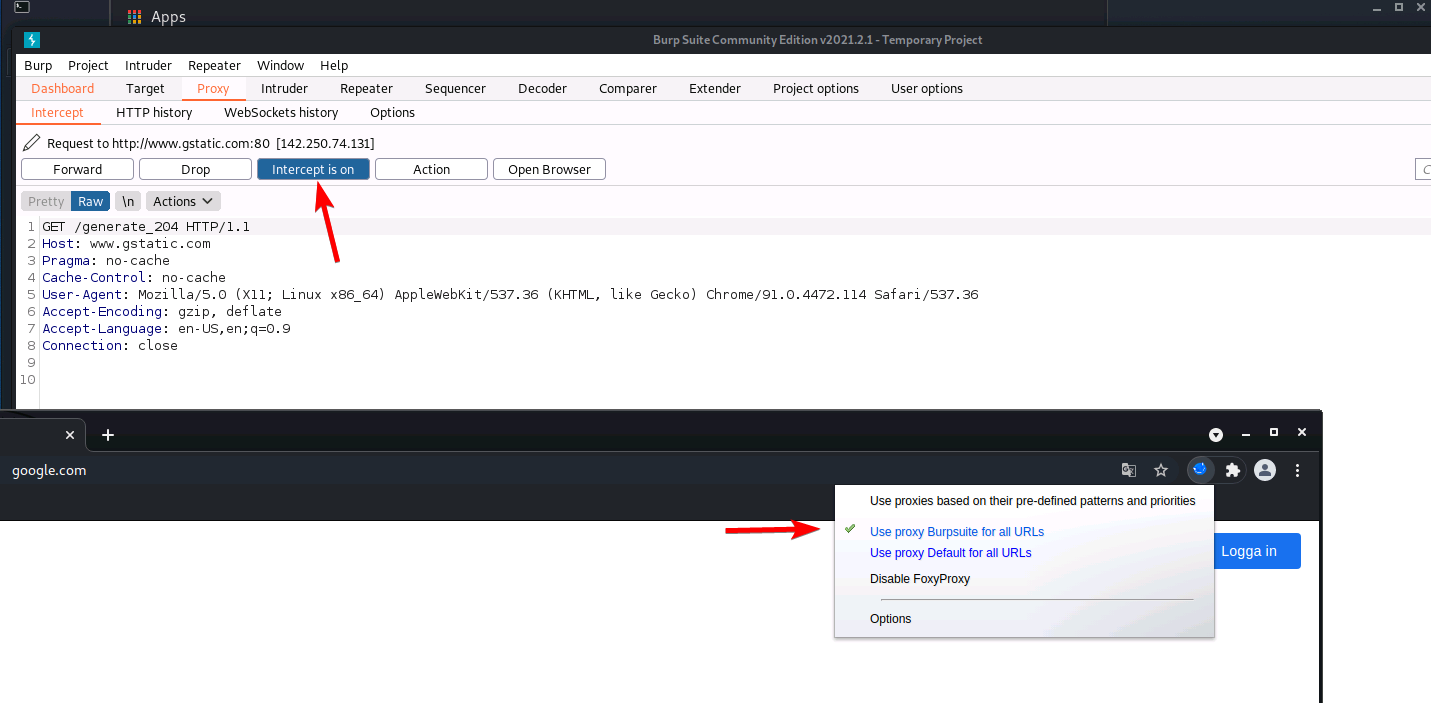 Apps
Burp Suite Community Edition v2021.2.1 - Temporary Project
Burp Project Intruder Repeater Window Help
Dashboard Target Proxy Intruder Repeater Sequencer Decoder Comparer Extender Project options User options
Intercept HTTP history WebSockets history Options
Request to http://www.gstatic.com:80 [142.250.74.131]
Forward Drop Intercept is on Action Open Browser
Pretty Raw \n Actions
1 GET /generate_204 HTTP/1.1
2 Host: www.gstatic.com
3 Pragma: no-cache
4 Cache-Control: no-cache
5 User-Agent: Mozilla/5.0 (X11; Linux x86_64) AppleWebKit/537.36 (KHTML, like Gecko) Chrome/91.0.4472.114 Safari/537.36
6 Accept-Encoding: gzip, deflate
7 Accept-Language: en-US,en;q=0.9
8 Connection: close
9
10
google.com
Use proxies based on their pre-defined patterns and priorities
Use proxy Burpsuite for all URLs
Use proxy Default for all URLs
Disable FoxyProxy
Options
Logga in